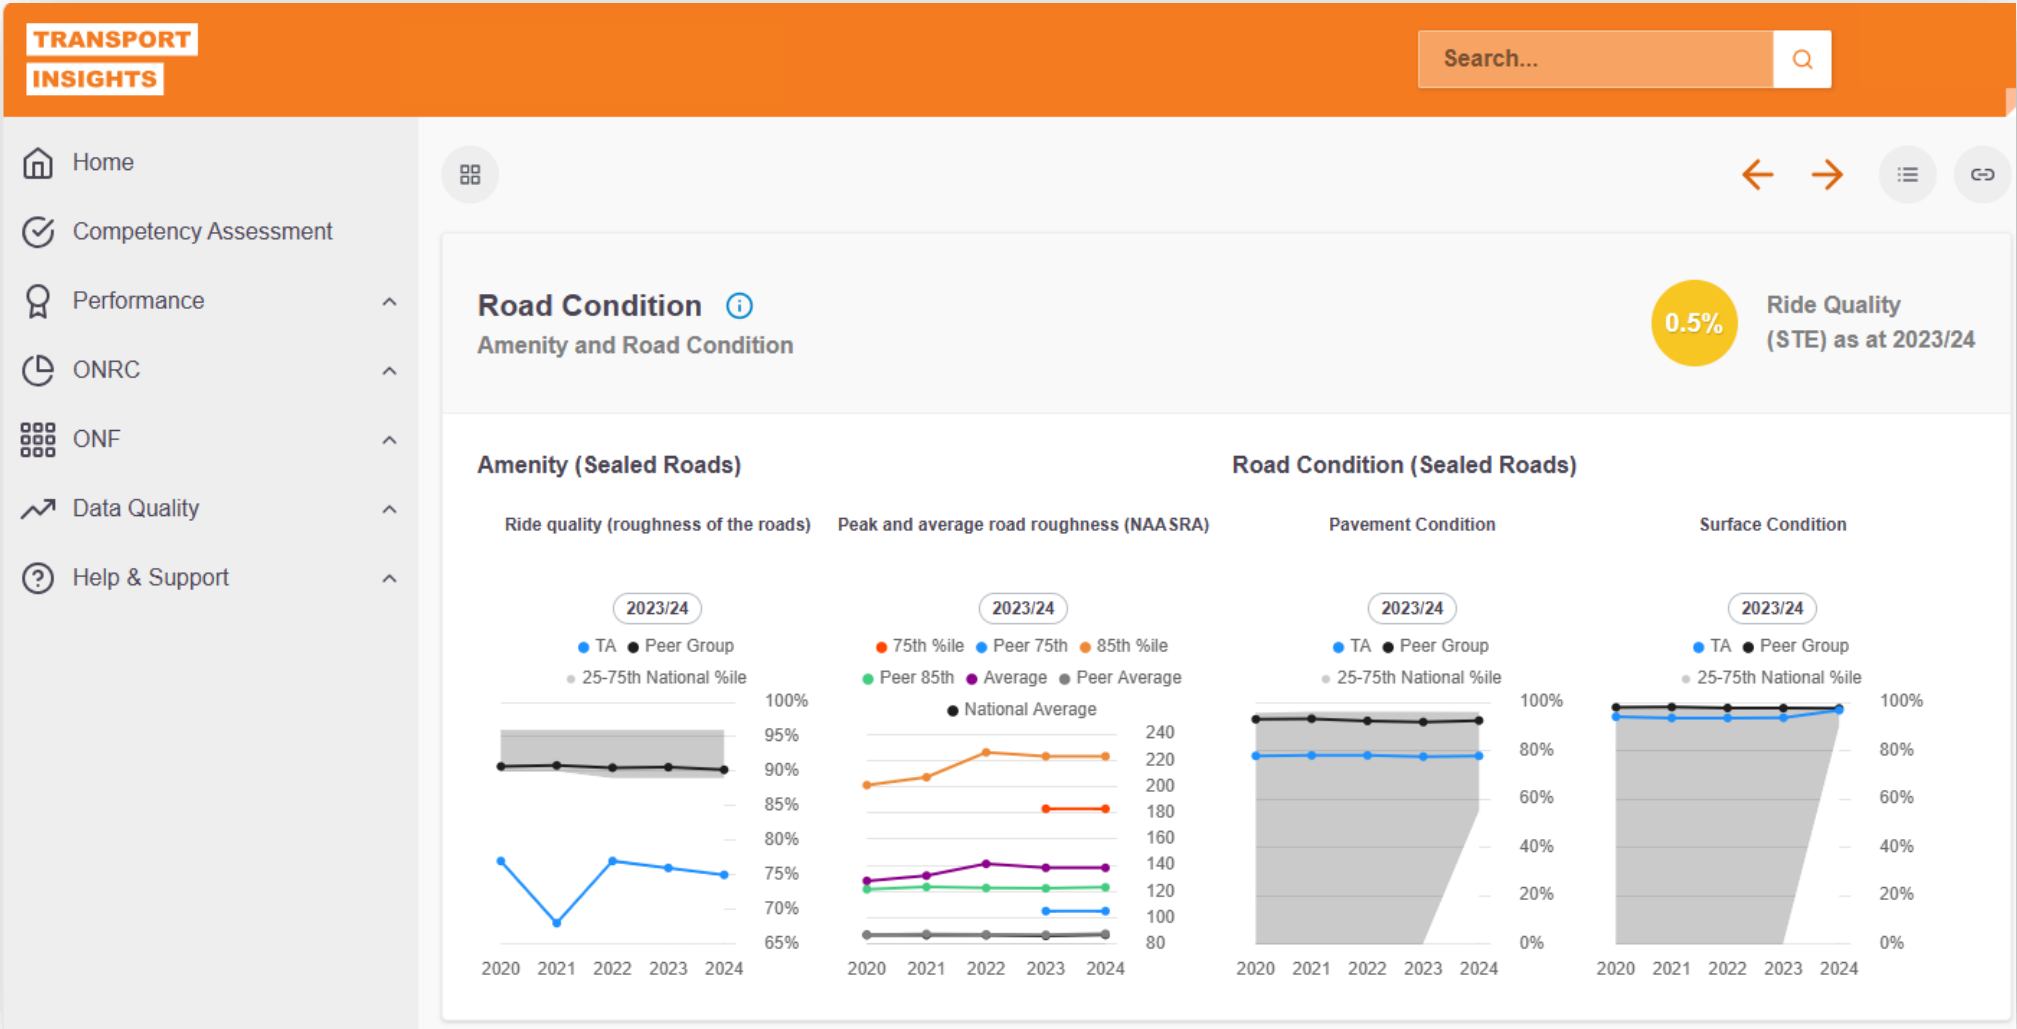 TRANSPORT
INSIGHTS
Search...
Home
Competency Assessment
Performance
ONRC
ONF
Data Quality
Help & Support
Road Condition
Amenity and Road Condition
0.5%
Ride Quality
(STE) as at 2023/24
Amenity (Sealed Roads)
Road Condition (Sealed Roads)
Ride quality (roughness of the roads)
2023/24
TA Peer Group
25-75th National %ile
100%
95%
90%
85%
80%
75%
70%
65%
2020 2021 2022 2023 2024
Peak and average road roughness (NAASRA)
2023/24
75th %ile Peer 75th 85th %ile
Peer 85th Average Peer Average
National Average
240
220
200
180
160
140
120
100
80
2020 2021 2022 2023 2024
Pavement Condition
2023/24
TA Peer Group
25-75th National %ile
100%
80%
60%
40%
20%
0%
2020 2021 2022 2023 2024
Surface Condition
2023/24
TA Peer Group
25-75th National %ile
100%
80%
60%
40%
20%
0%
2020 2021 2022 2023 2024